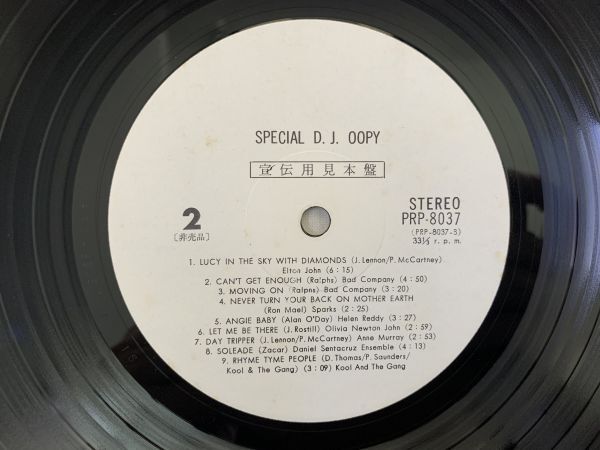 SPECIAL D. J. OOPY
宣伝用見本盤
2
〔非売品〕
STEREO
PRP-8037
(PRP-8037-B)
33⅓ r. p. m.
1. LUCY IN THE SKY WITH DIAMONDS (J. Lennon/P. McCartney)
Elton John (6:15)
2. CAN'T GET ENOUGH (Ralphs) Bad Company (4:50)
3. MOVING ON (Ralphs) Bad Company (3:20)
4. NEVER TURN YOUR BACK ON MOTHER EARTH
(Ron Mael) Sparks (2:25)
5. ANGIE BABY (Alan O'Day) Helen Reddy (3:27)
6. LET ME BE THERE (J. Rostill) Olivia Newton John (2:59)
7. DAY TRIPPER (J. Lennon/P. McCartney) Anne Murray (2:53)
8. SOLEADE (Zacar) Daniel Sentacruz Ensemble (4:13)
9. RHYME TYME PEOPLE (D. Thomas/P. Saunders/
Kool & The Gang) (3:09) Kool And The Gang